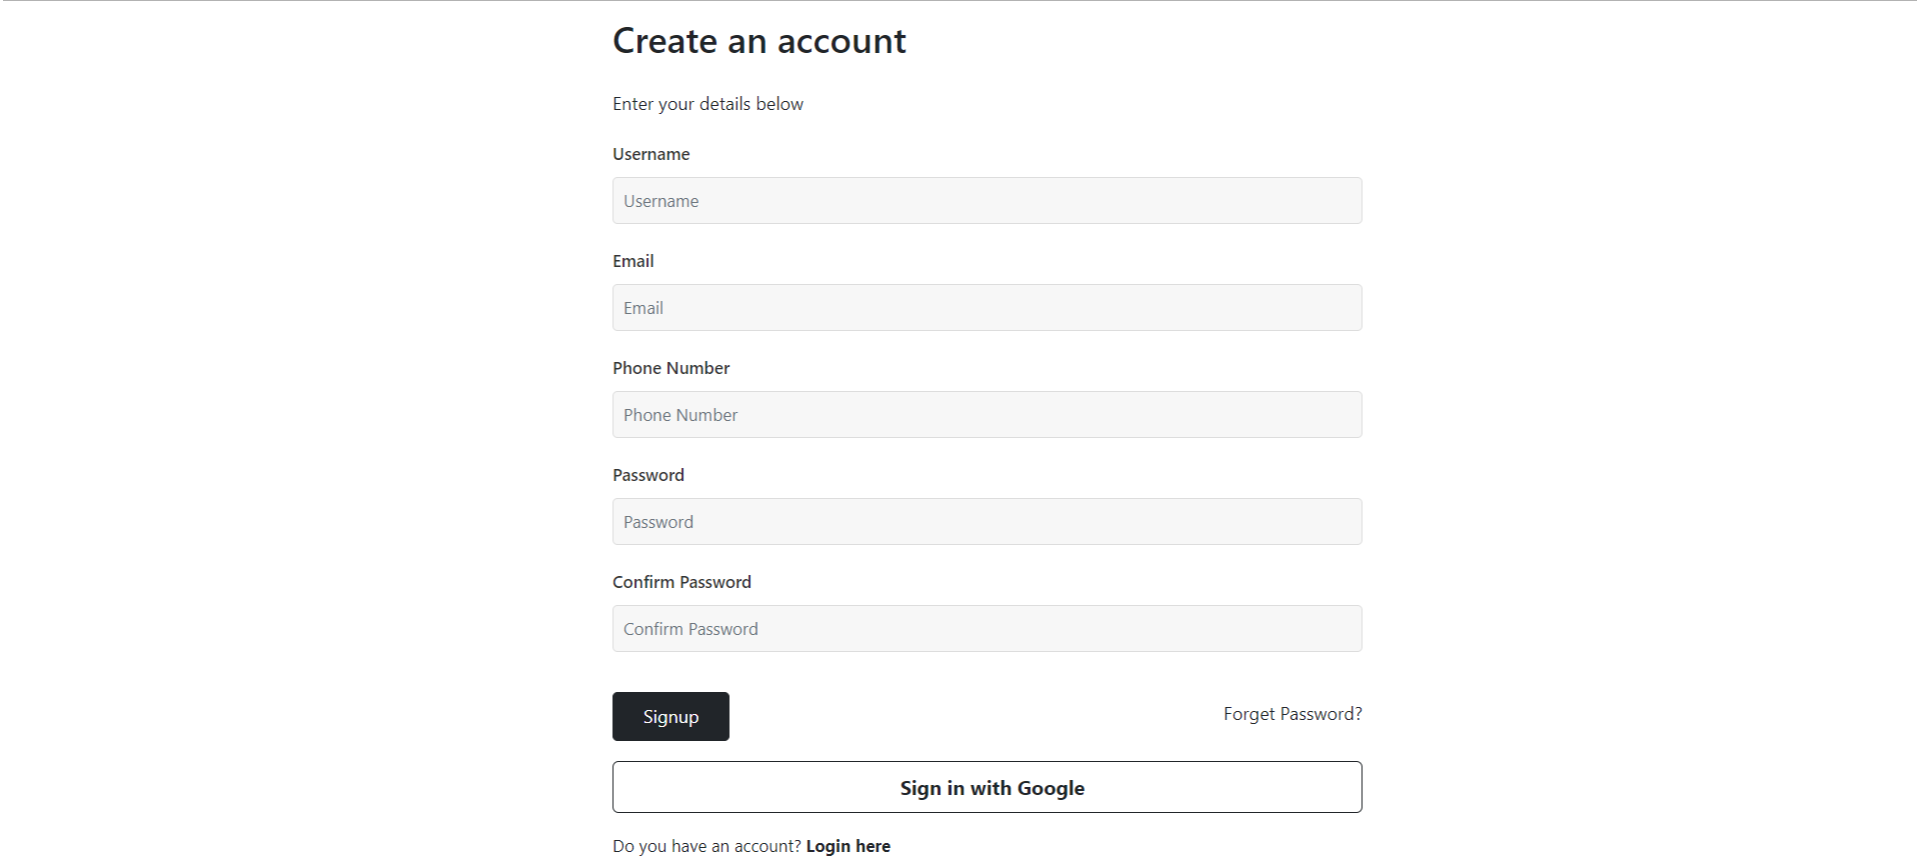 Create an account
Enter your details below
Username
Username
Email
Email
Phone Number
Phone Number
Password
Password
Confirm Password
Confirm Password
Signup
Forget Password?
Sign in with Google
Do you have an account? Login here